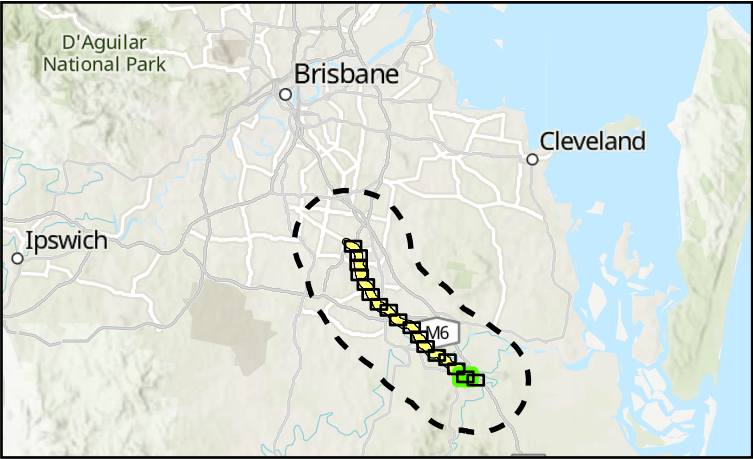 D'Aguilar
National Park
Brisbane
Cleveland
Ipswich
M6